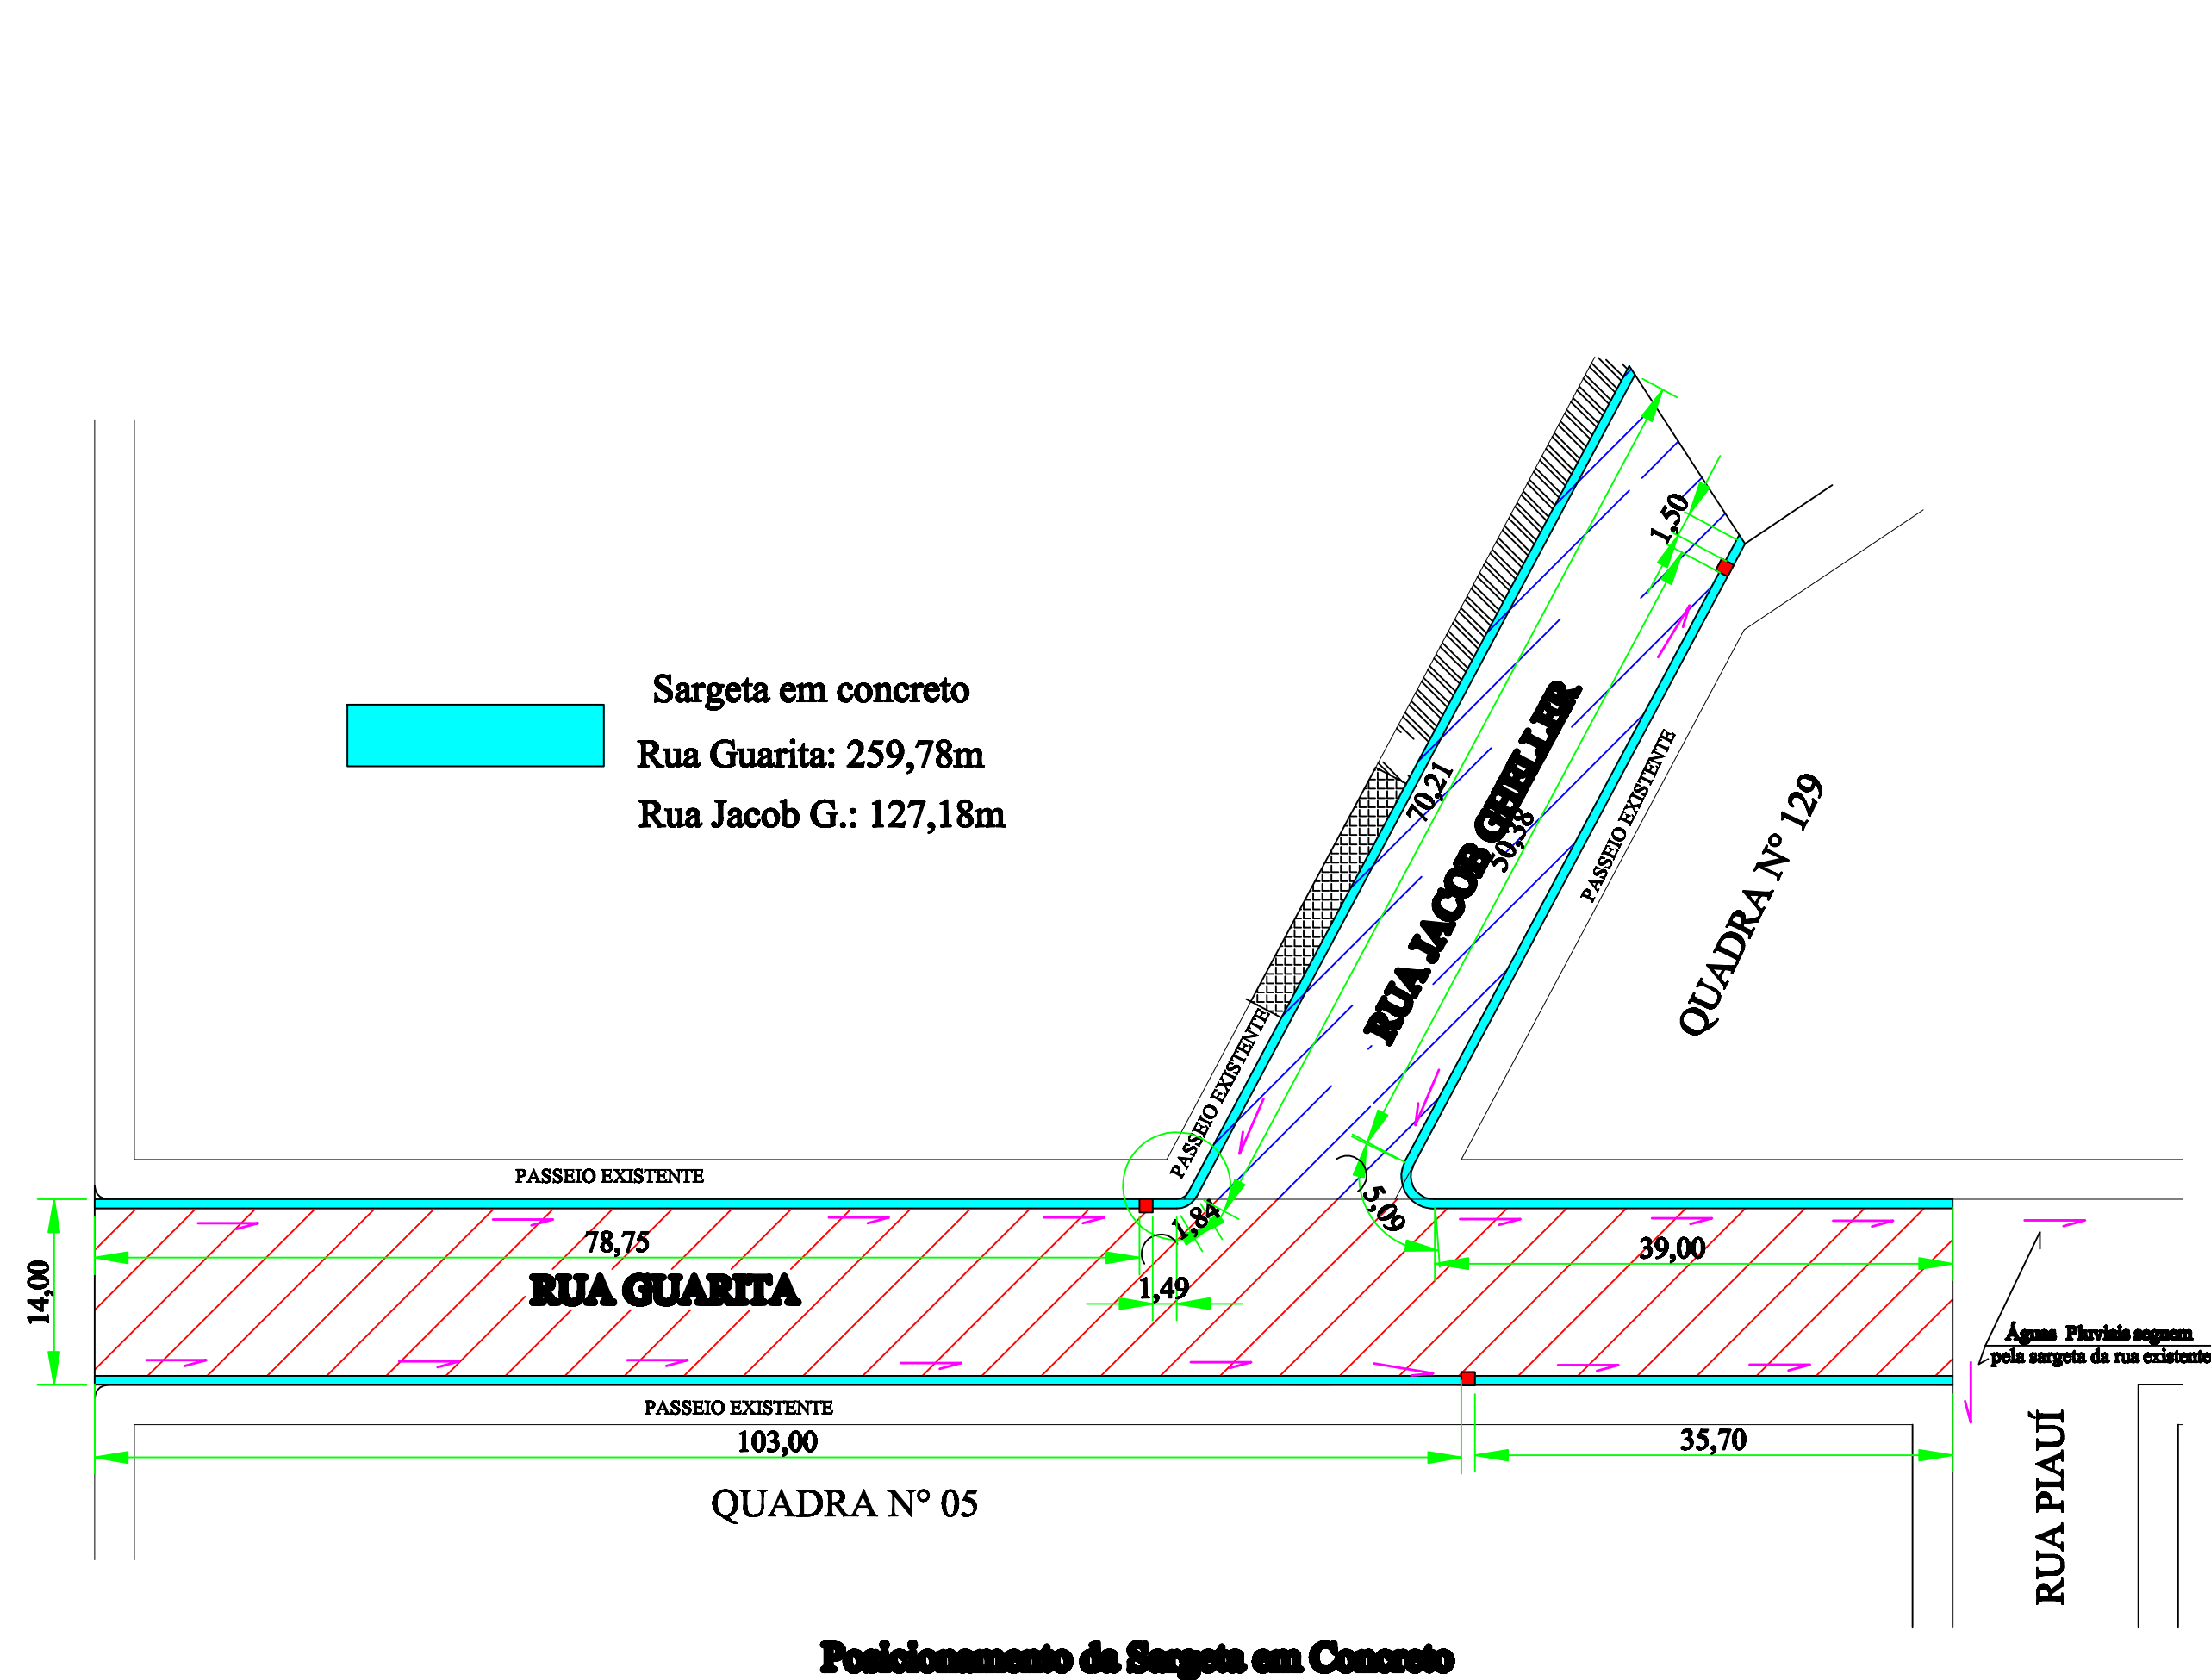 1,50
Sargeta em concreto
Rua Guarita: 259,78m
Rua Jacob G.: 127,18m
70,21
RUA JACOB GHELLER
50,38
PASSEIO EXISTENTE
QUADRA N° 129
PASSEIO EXISTENTE
PASSEIO EXISTENTE
1,84
5,09
78,75
39,00
RUA GUARITA
1,49
14,00
Águas Pluviais seguem
pela sargeta da rua existente
PASSEIO EXISTENTE
103,00
35,70
QUADRA N° 05
RUA PIAUÍ
Posicionamento da Sargeta em Concreto